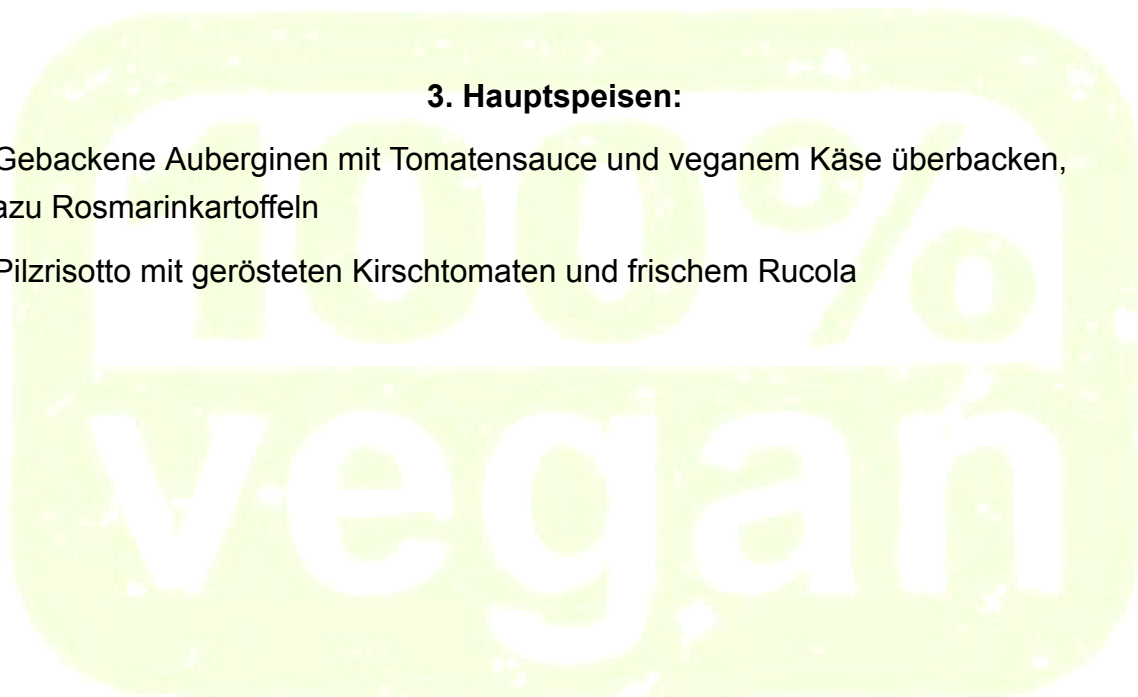 3. Hauptspeisen:
Gebackene Auberginen mit Tomatensauce und veganem Käse überbacken,
azu Rosmarinkartoffeln
Pilzrisotto mit gerösteten Kirschtomaten und frischem Rucola
100%
vegan